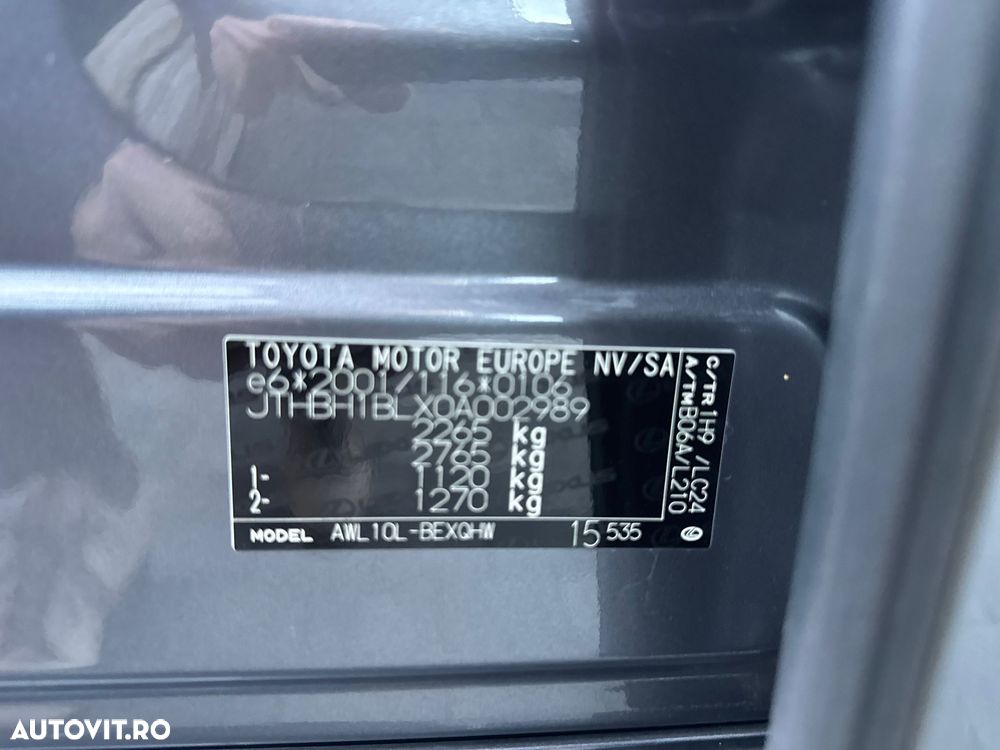 TOYOTA MOTOR EUROPE NV/SA
e6*2001/116*0106
JTHBH1BLX0A002989
2265 kg
2765 kg
1- 1120 kg
2- 1270 kg
MODEL AWL10L-BEXQHW 15 535
C/TR 1H9 /LC24
A/TM B06A/L210
AUTOVIT.RO